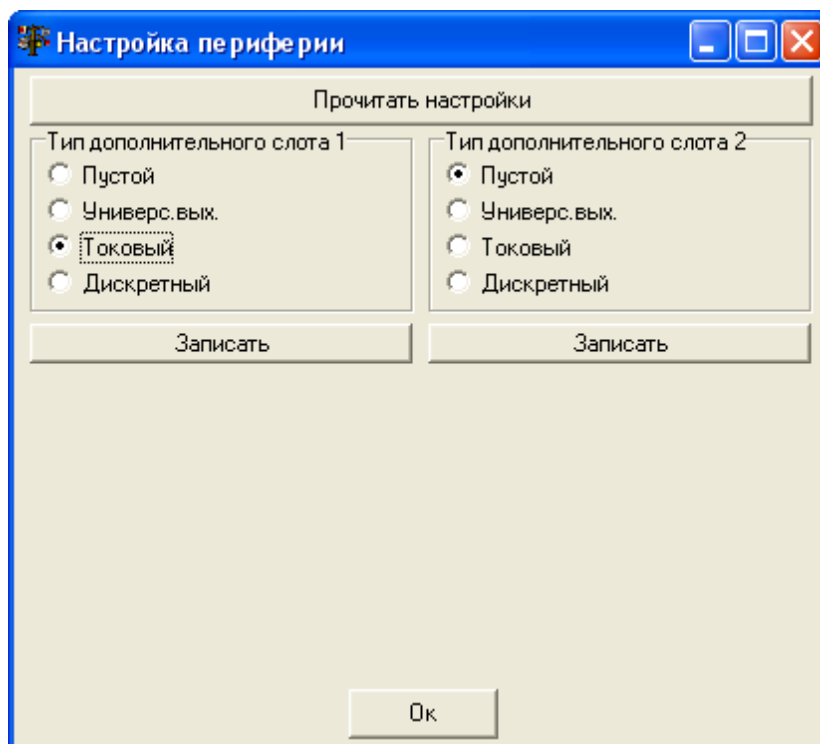 Настройка периферии
Прочитать настройки
Тип дополнительного слота 1
Пустой
Универс.вых.
Токовый
Дискретный
Записать
Тип дополнительного слота 2
Пустой
Универс.вых.
Токовый
Дискретный
Записать
Ок